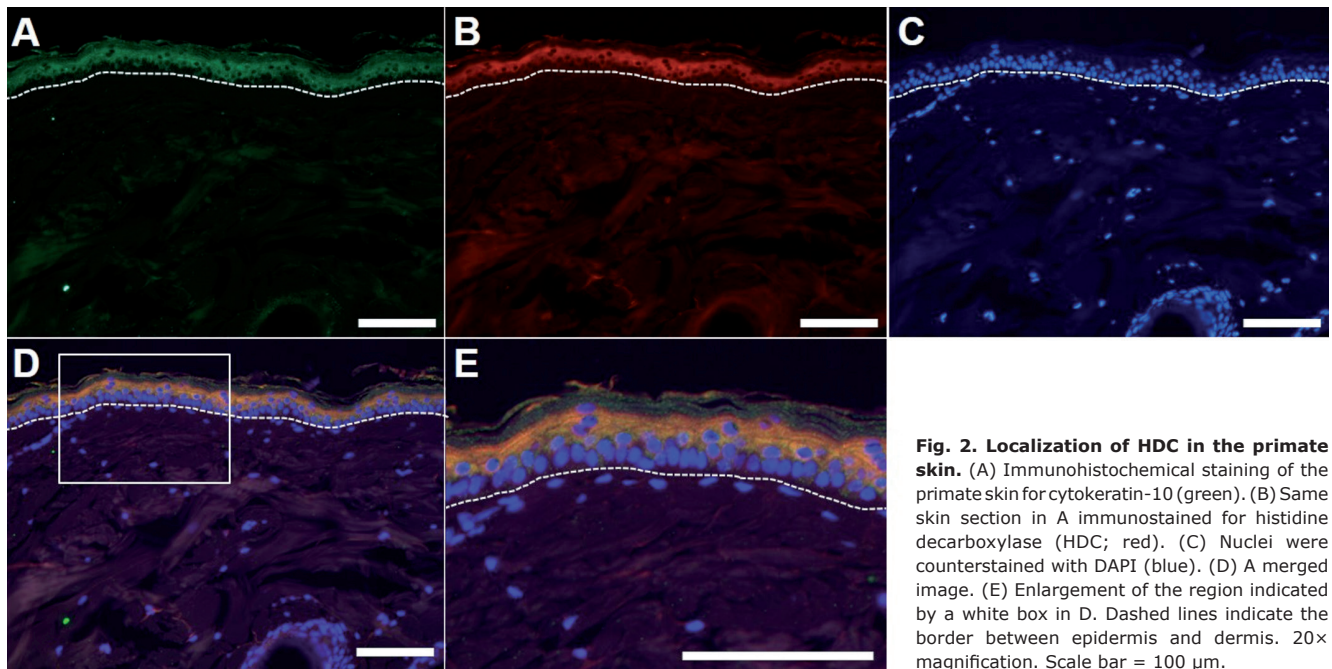 A
B
C
D
E
Fig. 2. Localization of HDC in the primate
skin. (A) Immunohistochemical staining of the
primate skin for cytokeratin-10 (green). (B) Same
skin section in A immunostained for histidine
decarboxylase (HDC; red). (C) Nuclei were
counterstained with DAPI (blue). (D) A merged
image. (E) Enlargement of the region indicated
by a white box in D. Dashed lines indicate the
border between epidermis and dermis. 20×
magnification. Scale bar = 100 µm.